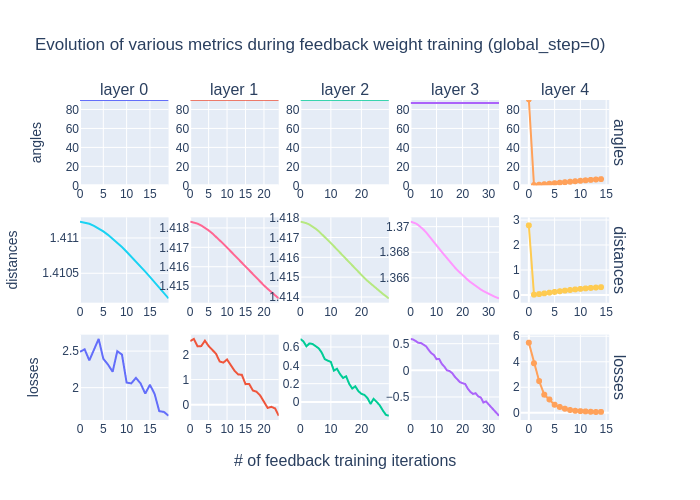 Evolution of various metrics during feedback weight training (global_step=0)
layer 0 layer 1 layer 2 layer 3 layer 4
angles
80 80 80 80 80
60 60 60 60 60
40 40 40 40 40
20 20 20 20 20
0 0 0 0 0
angles
0 5 10 15 0 5 10 15 20 0 10 20 0 10 20 30 0 5 10 15
distances
1.411
1.4105
1.418
1.417
1.416
1.415
1.418
1.417
1.416
1.415
1.414
1.37
1.368
1.366
3
2
1
0
distances
0 5 10 15 0 5 10 15 20 0 10 20 0 10 20 30 0 5 10 15
losses
2.5
2
2
1
0
0.6
0.4
0.2
0
0.5
0
−0.5
6
4
2
0
losses
0 5 10 15 0 5 10 15 20 0 10 20 0 10 20 30 0 5 10 15
# of feedback training iterations